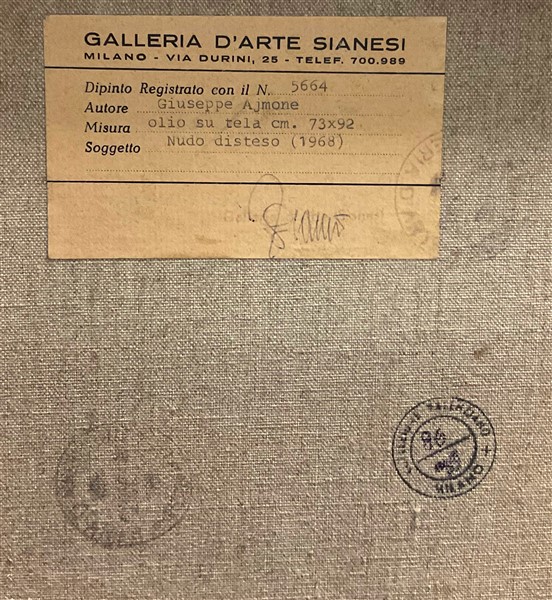 GALLERIA D'ARTE SIANESI
MILANO - VIA DURINI, 25 - TELEF. 700.989
Dipinto Registrato con il N. 5664
Autore Giuseppe Ajmone
Misura olio su tela cm. 73x92
Soggetto Nudo disteso (1968)
MILANO